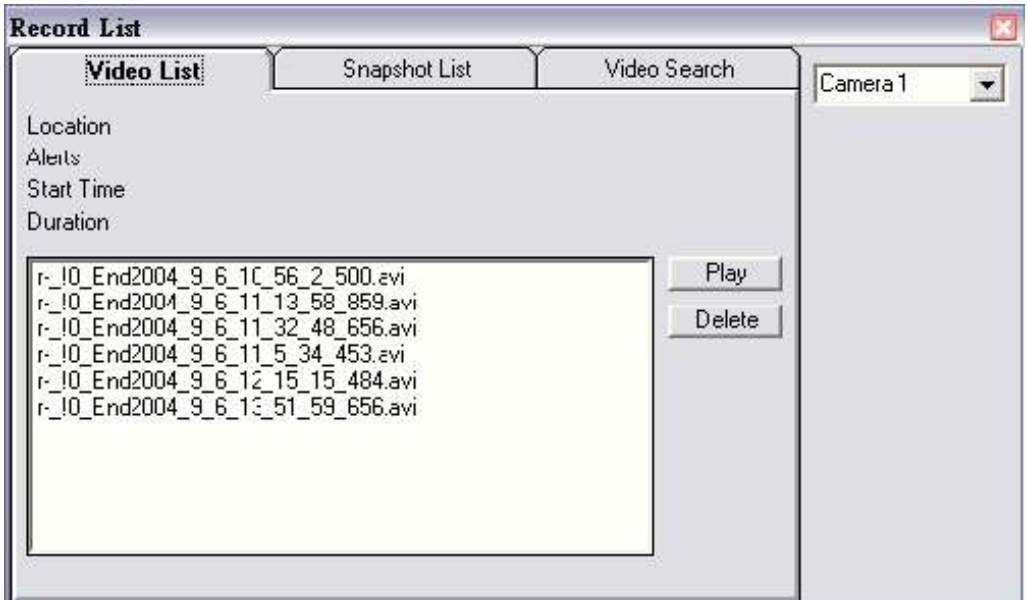 Record List
Video List
Snapshot List
Video Search
Camera 1
Location
Alerts
Start Time
Duration
r-_!0_End2004_9_6_10_56_2_500.avi
r-_!0_End2004_9_6_11_13_58_859.avi
r-_!0_End2004_9_6_11_32_48_656.avi
r-_!0_End2004_9_6_11_5_34_453.avi
r-_!0_End2004_9_6_12_15_15_484.avi
r-_!0_End2004_9_6_13_51_59_656.avi
Play
Delete